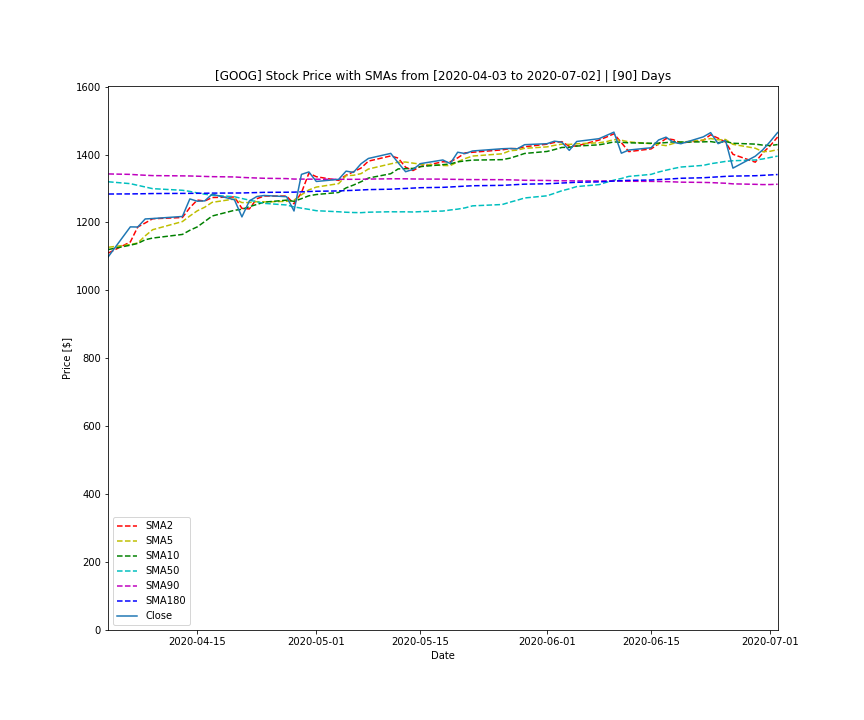 [GOOG] Stock Price with SMAs from [2020-04-03 to 2020-07-02] | [90] Days
1600
1400
1200
1000
800
600
400
200
0
Price [$]
SMA2
SMA5
SMA10
SMA50
SMA90
SMA180
Close
2020-04-15
2020-05-01
2020-05-15
2020-06-01
2020-06-15
2020-07-01
Date